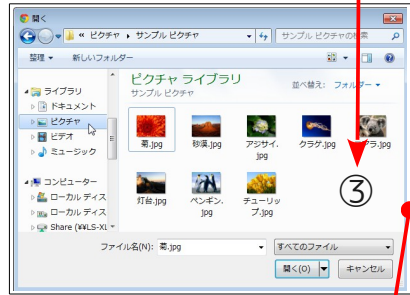 開く
« ピクチャ ▸ サンプル ピクチャ
サンプル ピクチャの検索
整理 ▼ 新しいフォルダー
ライブラリ
ドキュメント
ピクチャ
ビデオ
ミュージック
コンピューター
ローカル ディス
ローカル ディス
Share (¥¥LS-XL
ピクチャ ライブラリ
サンプル ピクチャ
並べ替え: フォルダー ▼
菊.jpg
砂漠.jpg
アジサイ.
jpg
クラゲ.jpg
ラ.jpg
灯台.jpg
ペンギン.
jpg
チューリッ
プ.jpg
③
ファイル名(N): 菊.jpg
すべてのファイル
開く(O)
キャンセル